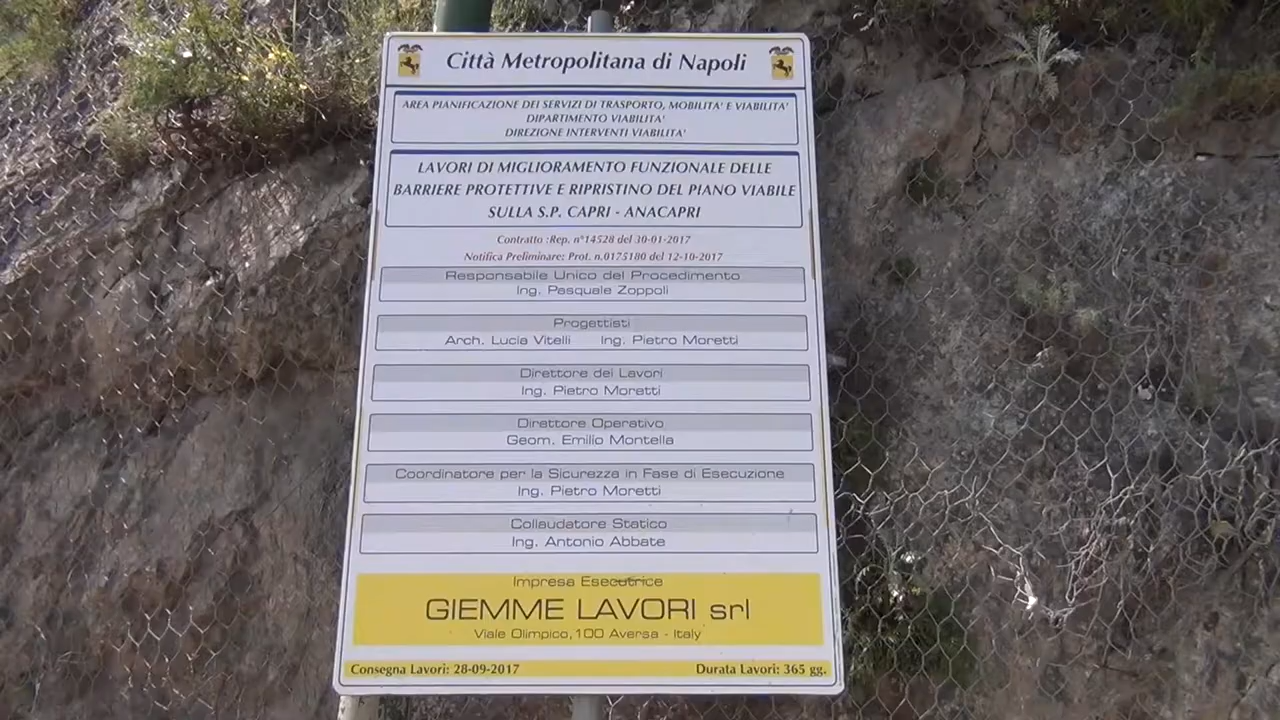 Città Metropolitana di Napoli
AREA PIANIFICAZIONE DEI SERVIZI DI TRASPORTO, MOBILITA' E VIABILITA'
DIPARTIMENTO VIABILITA'
DIREZIONE INTERVENTI VIABILITA'
LAVORI DI MIGLIORAMENTO FUNZIONALE DELLE
BARRIERE PROTETTIVE E RIPRISTINO DEL PIANO VIABILE
SULLA S.P. CAPRI - ANACAPRI
Contratto :Rep. n°14528 del 30-01-2017
Notifica Preliminare: Prot. n.0175180 del 12-10-2017
Responsabile Unico del Procedimento
Ing. Pasquale Zoppoli
Progettisti
Arch. Lucia Vitelli Ing. Pietro Moretti
Direttore dei Lavori
Ing. Pietro Moretti
Direttore Operativo
Geom. Emilio Montella
Coordinatore per la Sicurezza in Fase di Esecuzione
Ing. Pietro Moretti
Collaudatore Statico
Ing. Antonio Abbate
Impresa Esecutrice
GIEMME LAVORI srl
Viale Olimpico, 100 Aversa - Italy
Consegna Lavori: 28-09-2017 Durata Lavori: 365 gg.